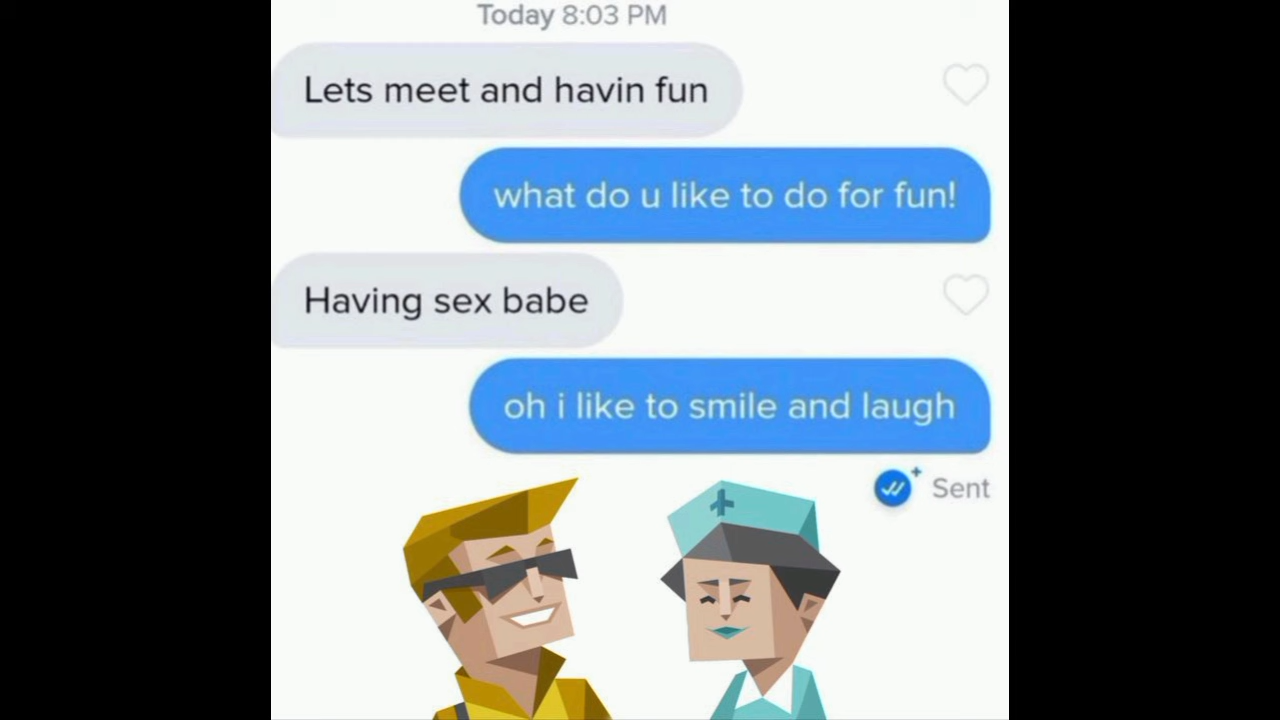 Today 8:03 PM
Lets meet and havin fun
what do u like to do for fun!
Having sex babe
oh i like to smile and laugh
Sent